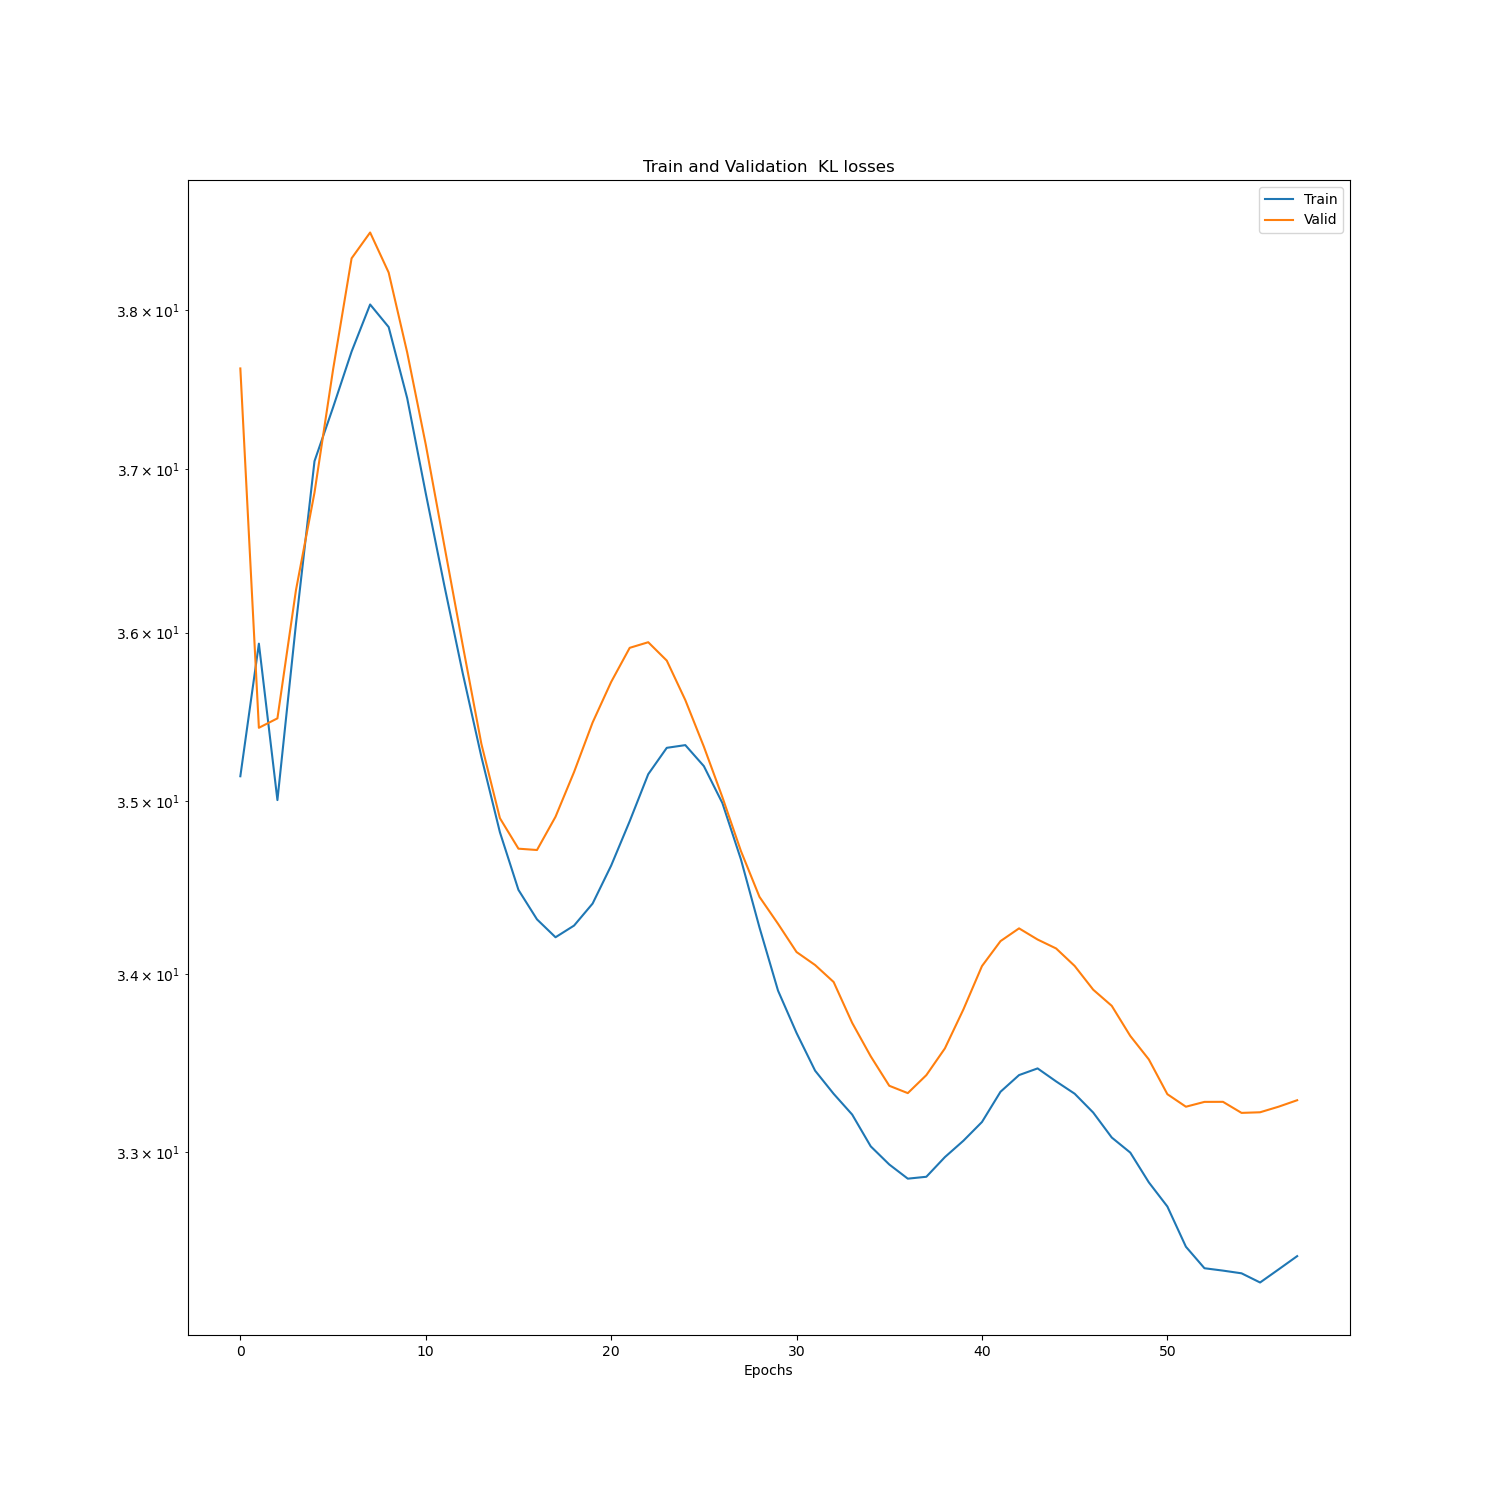 Train and Validation  KL losses
Train
Valid
3.8 × 10¹
3.7 × 10¹
3.6 × 10¹
3.5 × 10¹
3.4 × 10¹
3.3 × 10¹
0 10 20 30 40 50
Epochs